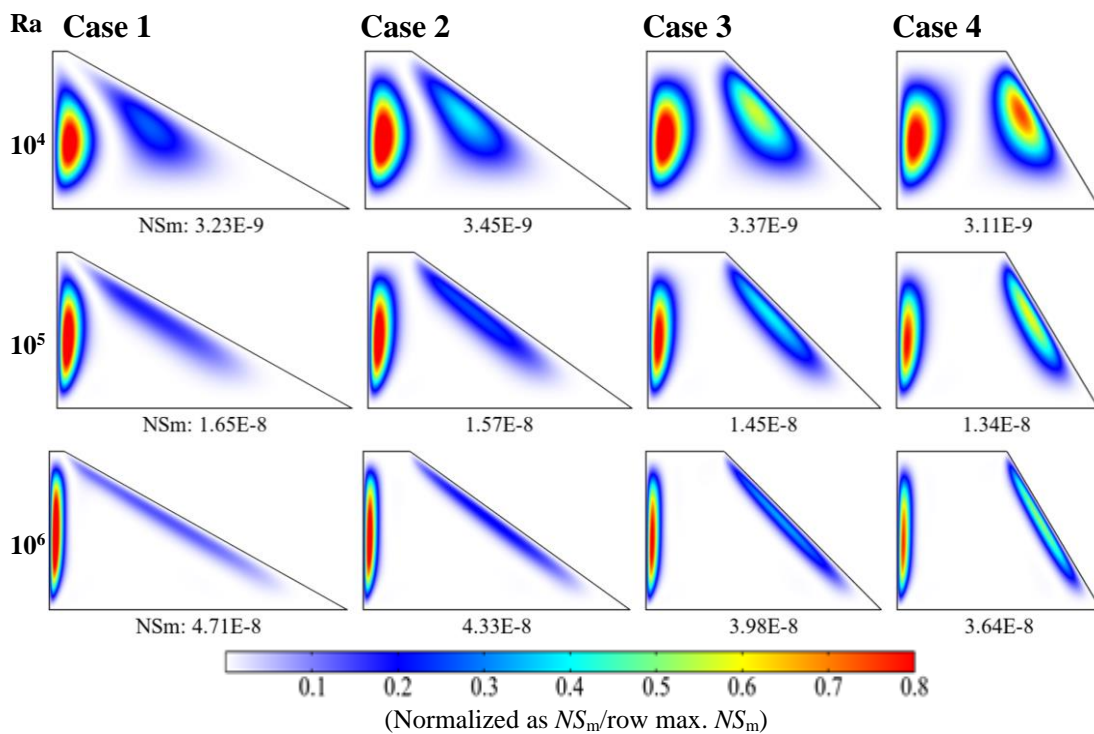 Ra Case 1 Case 2 Case 3 Case 4
10⁴
NSm: 3.23E-9 3.45E-9 3.37E-9 3.11E-9
10⁵
NSm: 1.65E-8 1.57E-8 1.45E-8 1.34E-8
10⁶
NSm: 4.71E-8 4.33E-8 3.98E-8 3.64E-8
0.1 0.2 0.3 0.4 0.5 0.6 0.7 0.8
(Normalized as NSₘ/row max. NSₘ)